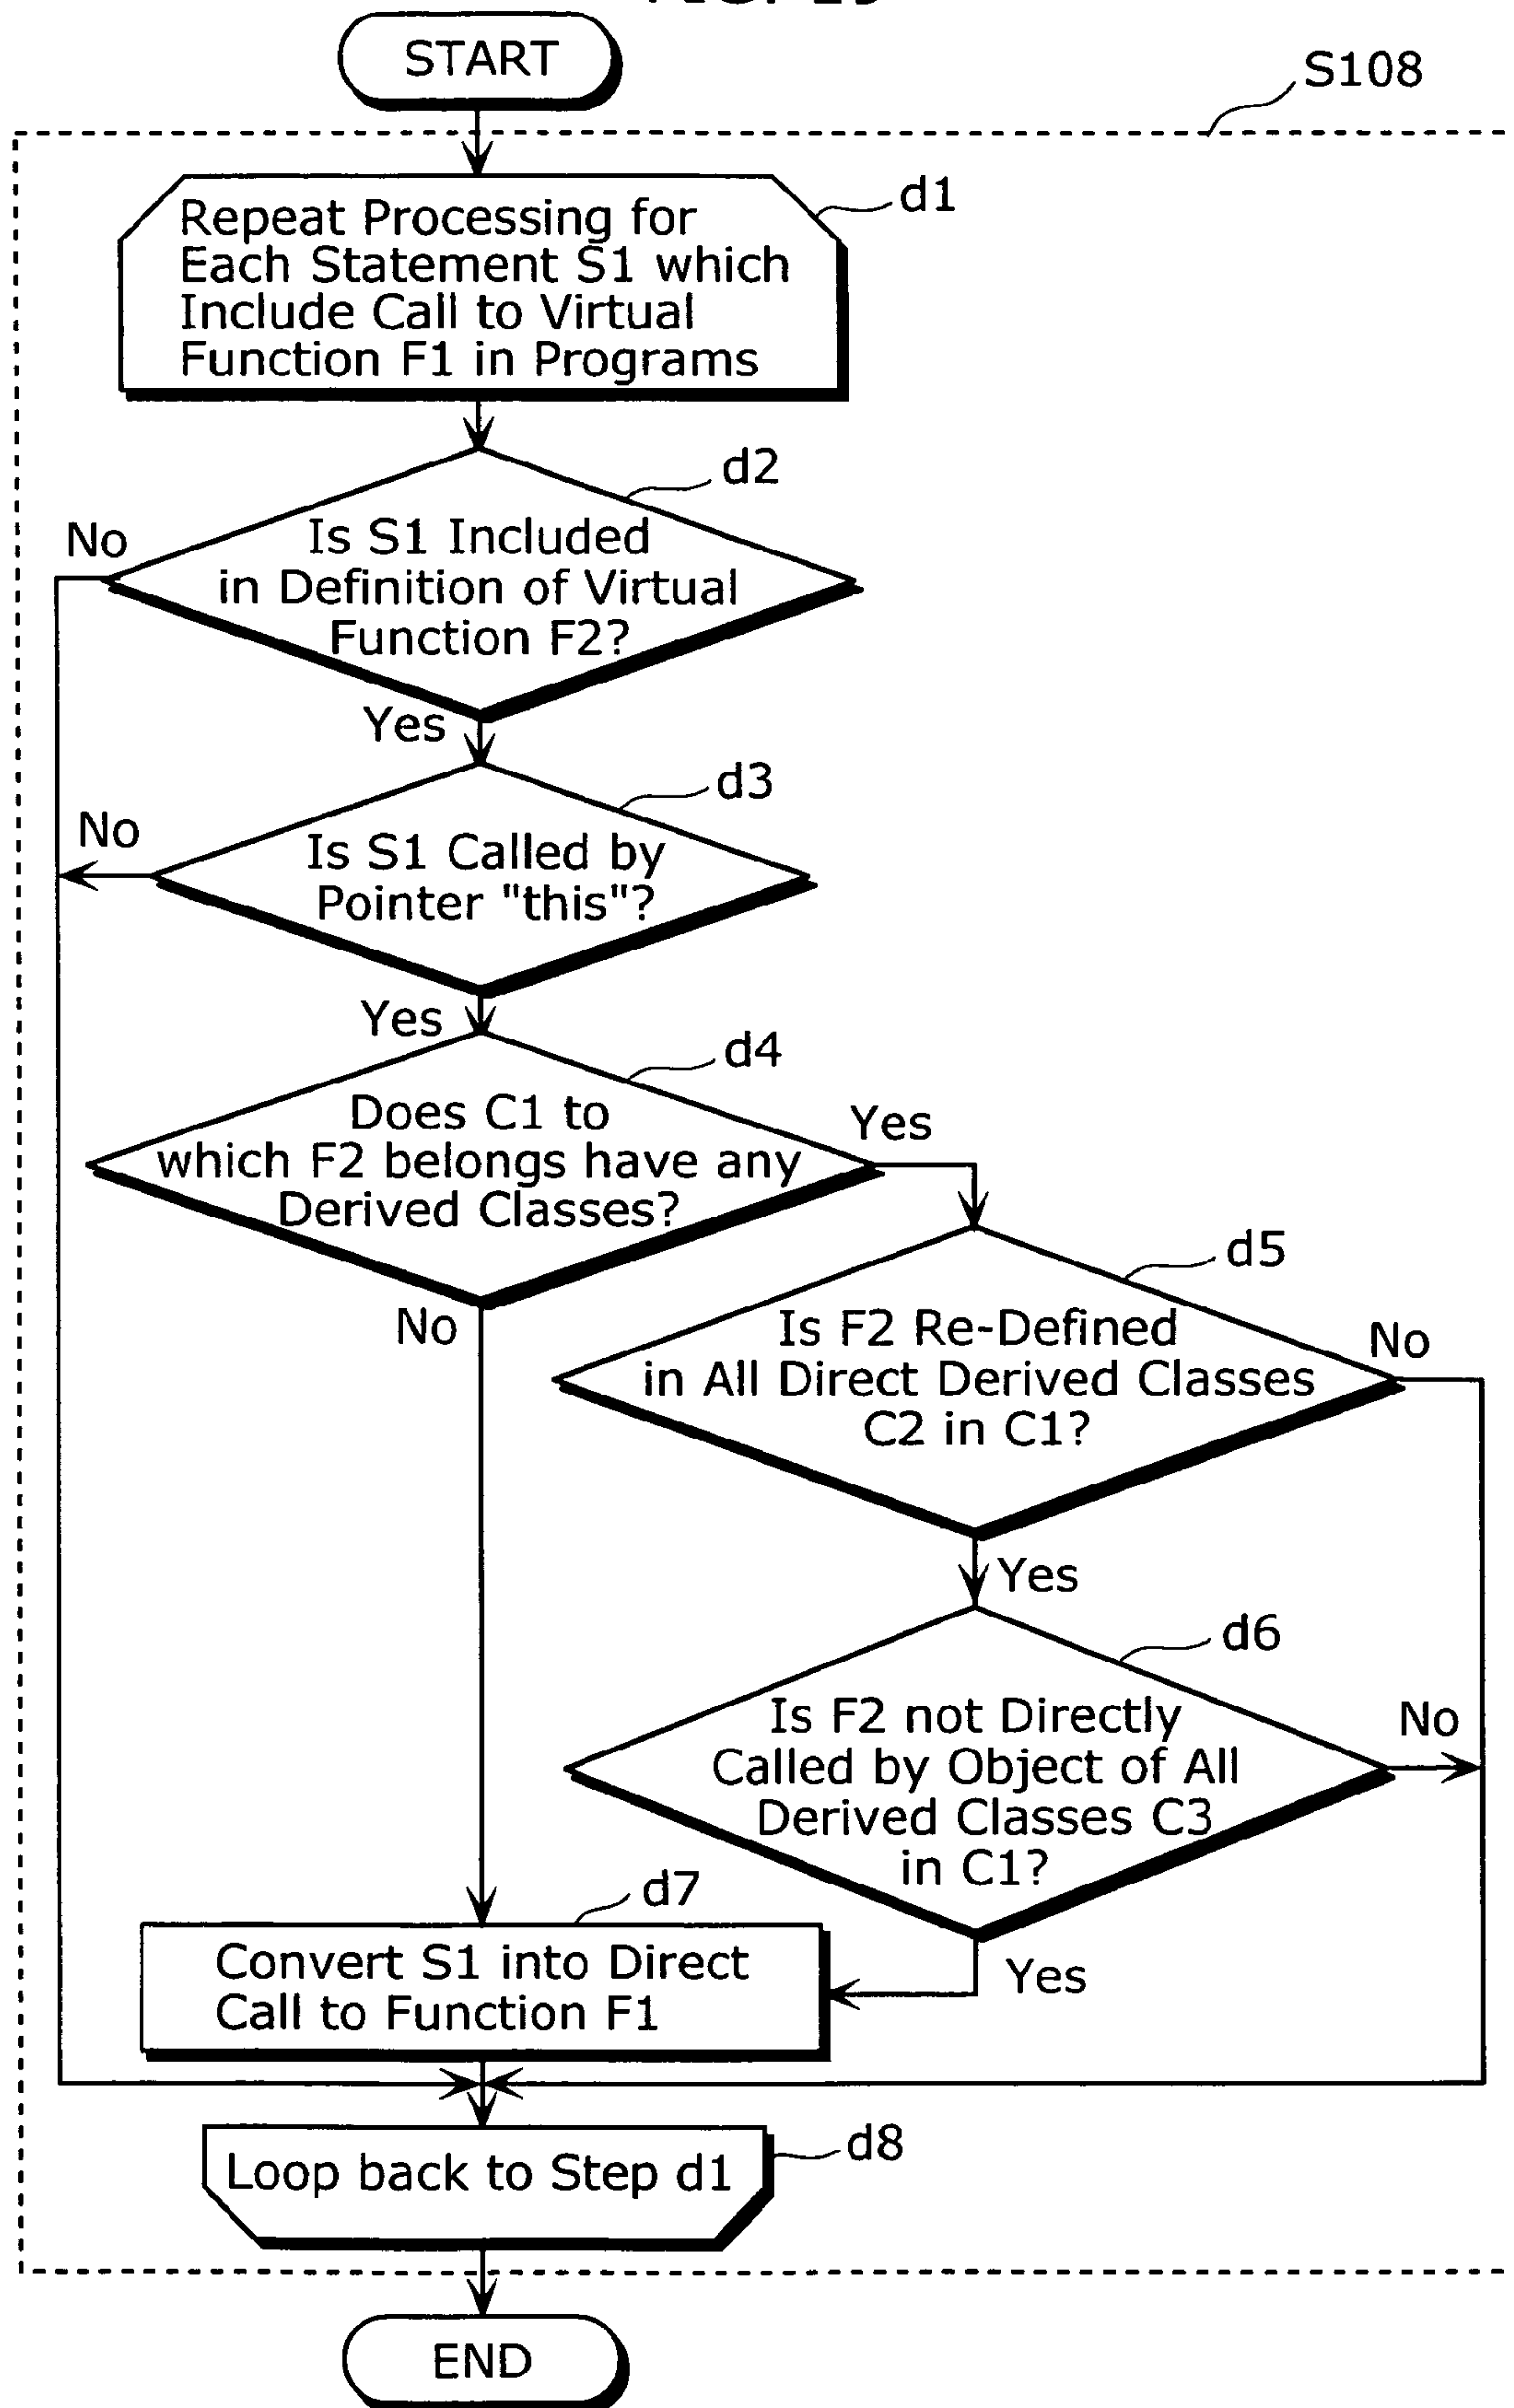 START
S108
d1
Repeat Processing for
Each Statement S1 which
Include Call to Virtual
Function F1 in Programs
d2
No
Is S1 Included
in Definition of Virtual
Function F2?
Yes
d3
No
Is S1 Called by
Pointer "this"?
Yes
d4
Does C1 to
which F2 belongs have any
Derived Classes?
Yes
No
d5
Is F2 Re-Defined
in All Direct Derived Classes
C2 in C1?
No
Yes
d6
Is F2 not Directly
Called by Object of All
Derived Classes C3
in C1?
No
Yes
d7
Convert S1 into Direct
Call to Function F1
d8
Loop back to Step d1
END